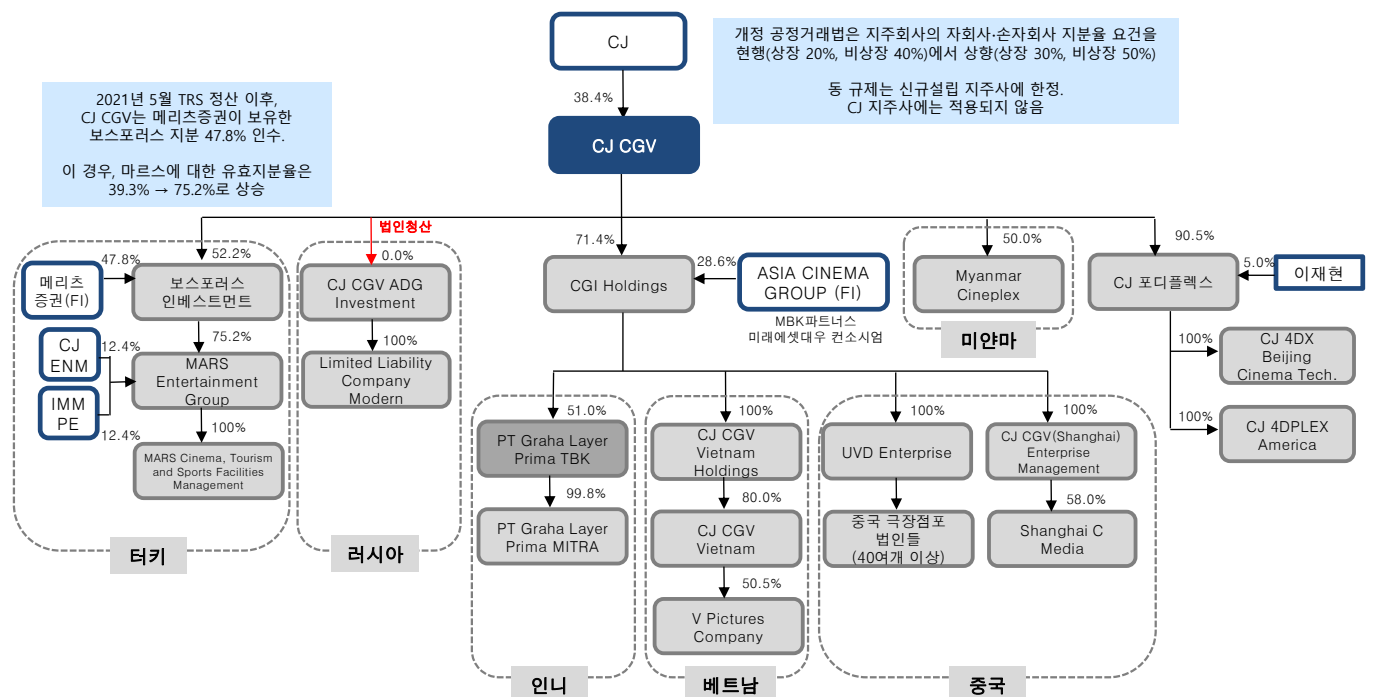 CJ
개정 공정거래법은 지주회사의 자회사·손자회사 지분율 요건을
현행(상장 20%, 비상장 40%)에서 상향(상장 30%, 비상장 50%)
동 규제는 신규설립 지주사에 한정.
CJ 지주사에는 적용되지 않음
38.4%
2021년 5월 TRS 정산 이후,
CJ CGV는 메리츠증권이 보유한
보스포러스 지분 47.8% 인수.
이 경우, 마르스에 대한 유효지분율은
39.3% → 75.2%로 상승
CJ CGV
법인청산
47.8%
52.2%
0.0%
71.4%
28.6%
50.0%
90.5%
5.0%
메리츠
증권(FI)
보스포러스
인베스트먼트
CJ CGV ADG
Investment
CGI Holdings
ASIA CINEMA
GROUP (FI)
MBK파트너스
미래에셋대우 컨소시엄
Myanmar
Cineplex
미얀마
CJ 포디플렉스
이재현
75.2%
100%
12.4%
CJ
ENM
IMM
PE
12.4%
MARS
Entertainment
Group
Limited Liability
Company
Modern
100%
CJ 4DX
Beijing
Cinema Tech.
100%
CJ 4DPLEX
America
100%
MARS Cinema, Tourism
and Sports Facilities
Management
51.0%
100%
100%
100%
PT Graha Layer
Prima TBK
CJ CGV
Vietnam
Holdings
UVD Enterprise
CJ CGV(Shanghai)
Enterprise
Management
99.8%
80.0%
58.0%
PT Graha Layer
Prima MITRA
CJ CGV
Vietnam
중국 극장점포
법인들
(40여개 이상)
Shanghai C
Media
50.5%
V Pictures
Company
터키
러시아
인니
베트남
중국